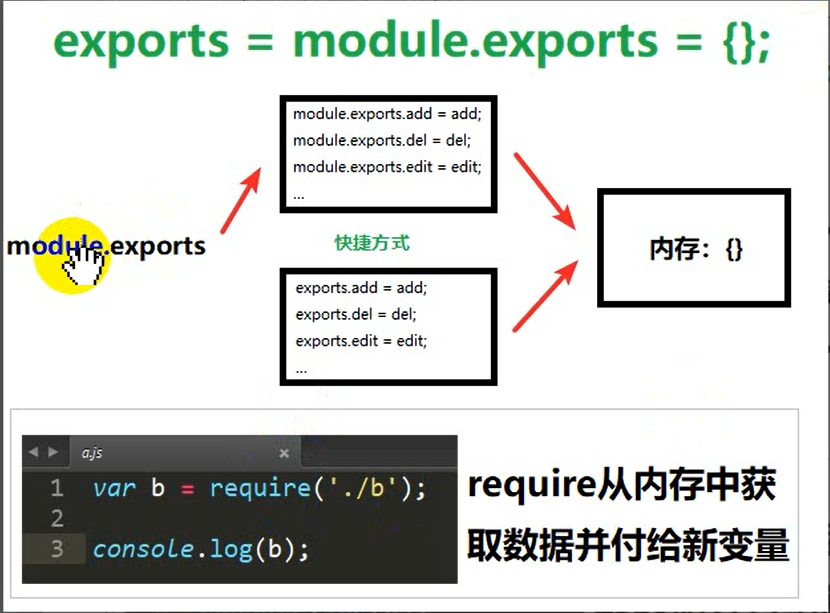 exports = module.exports = {};
module.exports.add = add;
module.exports.del = del;
module.exports.edit = edit;
...
module.exports
快捷方式
内存：{}
exports.add = add;
exports.del = del;
exports.edit = edit;
...
a.js
1 var b = require('./b');
2
3 console.log(b);
require从内存中获
取数据并付给新变量